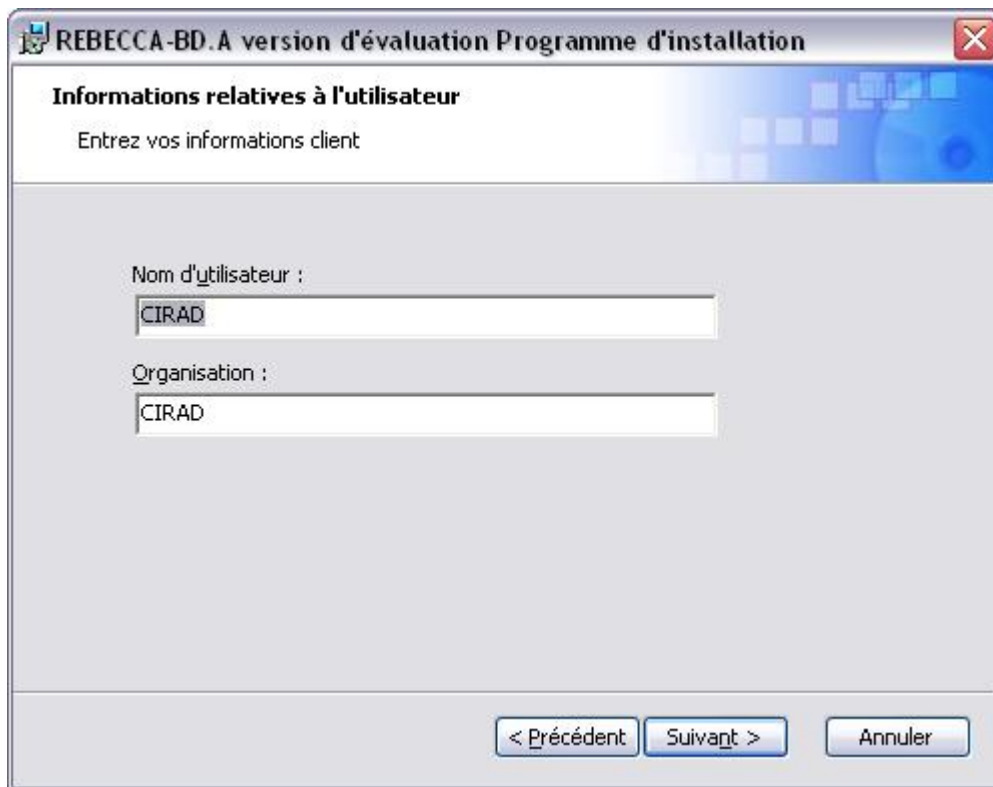 REBECCA-BD.A version d'évaluation Programme d'installation
Informations relatives à l'utilisateur
Entrez vos informations client
Nom d'utilisateur :
CIRAD
Organisation :
CIRAD
< Précédent
Suivant >
Annuler